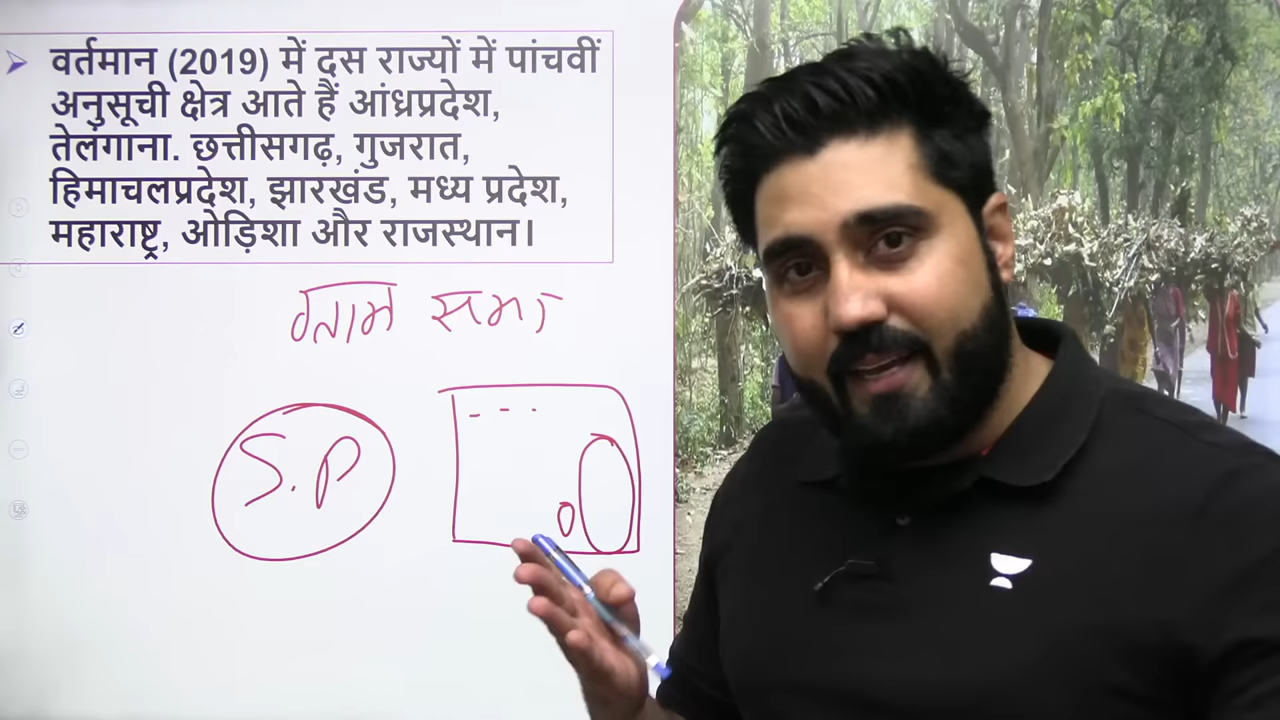 वर्तमान (2019) में दस राज्यों में पांचवीं
अनुसूची क्षेत्र आते हैं आंध्रप्रदेश,
तेलंगाना. छत्तीसगढ़, गुजरात,
हिमाचलप्रदेश, झारखंड, मध्य प्रदेश,
महाराष्ट्र, ओड़िशा और राजस्थान।
ग्राम सभा
S.P